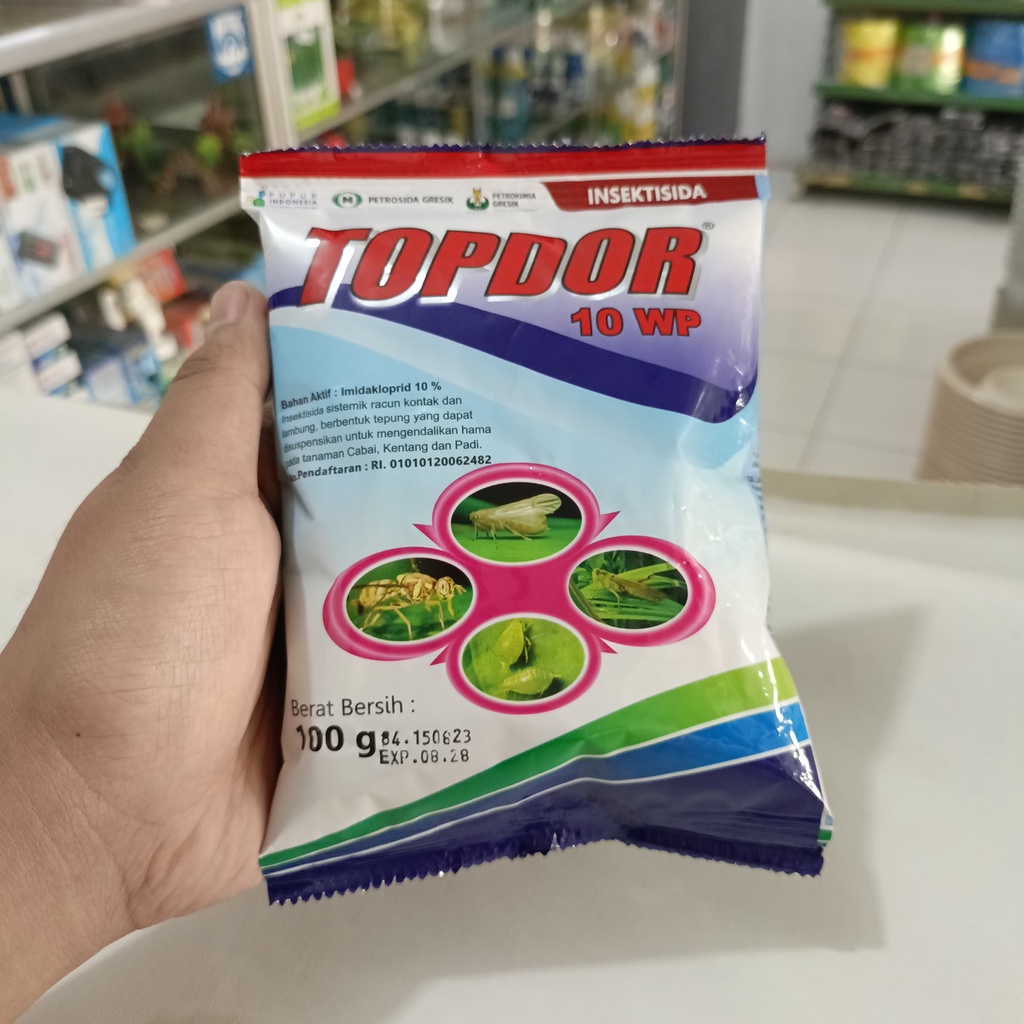 PUPUK
INDONESIA
PETROSIDA GRESIK
PETROKIMIA
GRESIK
INSEKTISIDA
TOPDOR®
10 WP
Bahan Aktif : Imidakloprid 10 %
Insektisida sistemik racun kontak dan
lambung, berbentuk tepung yang dapat
disuspensikan untuk mengendalikan hama
pada tanaman Cabai, Kentang dan Padi.
No.Pendaftaran : RI. 01010120062482
Berat Bersih :
100 g
84.150823
EXP.08.28